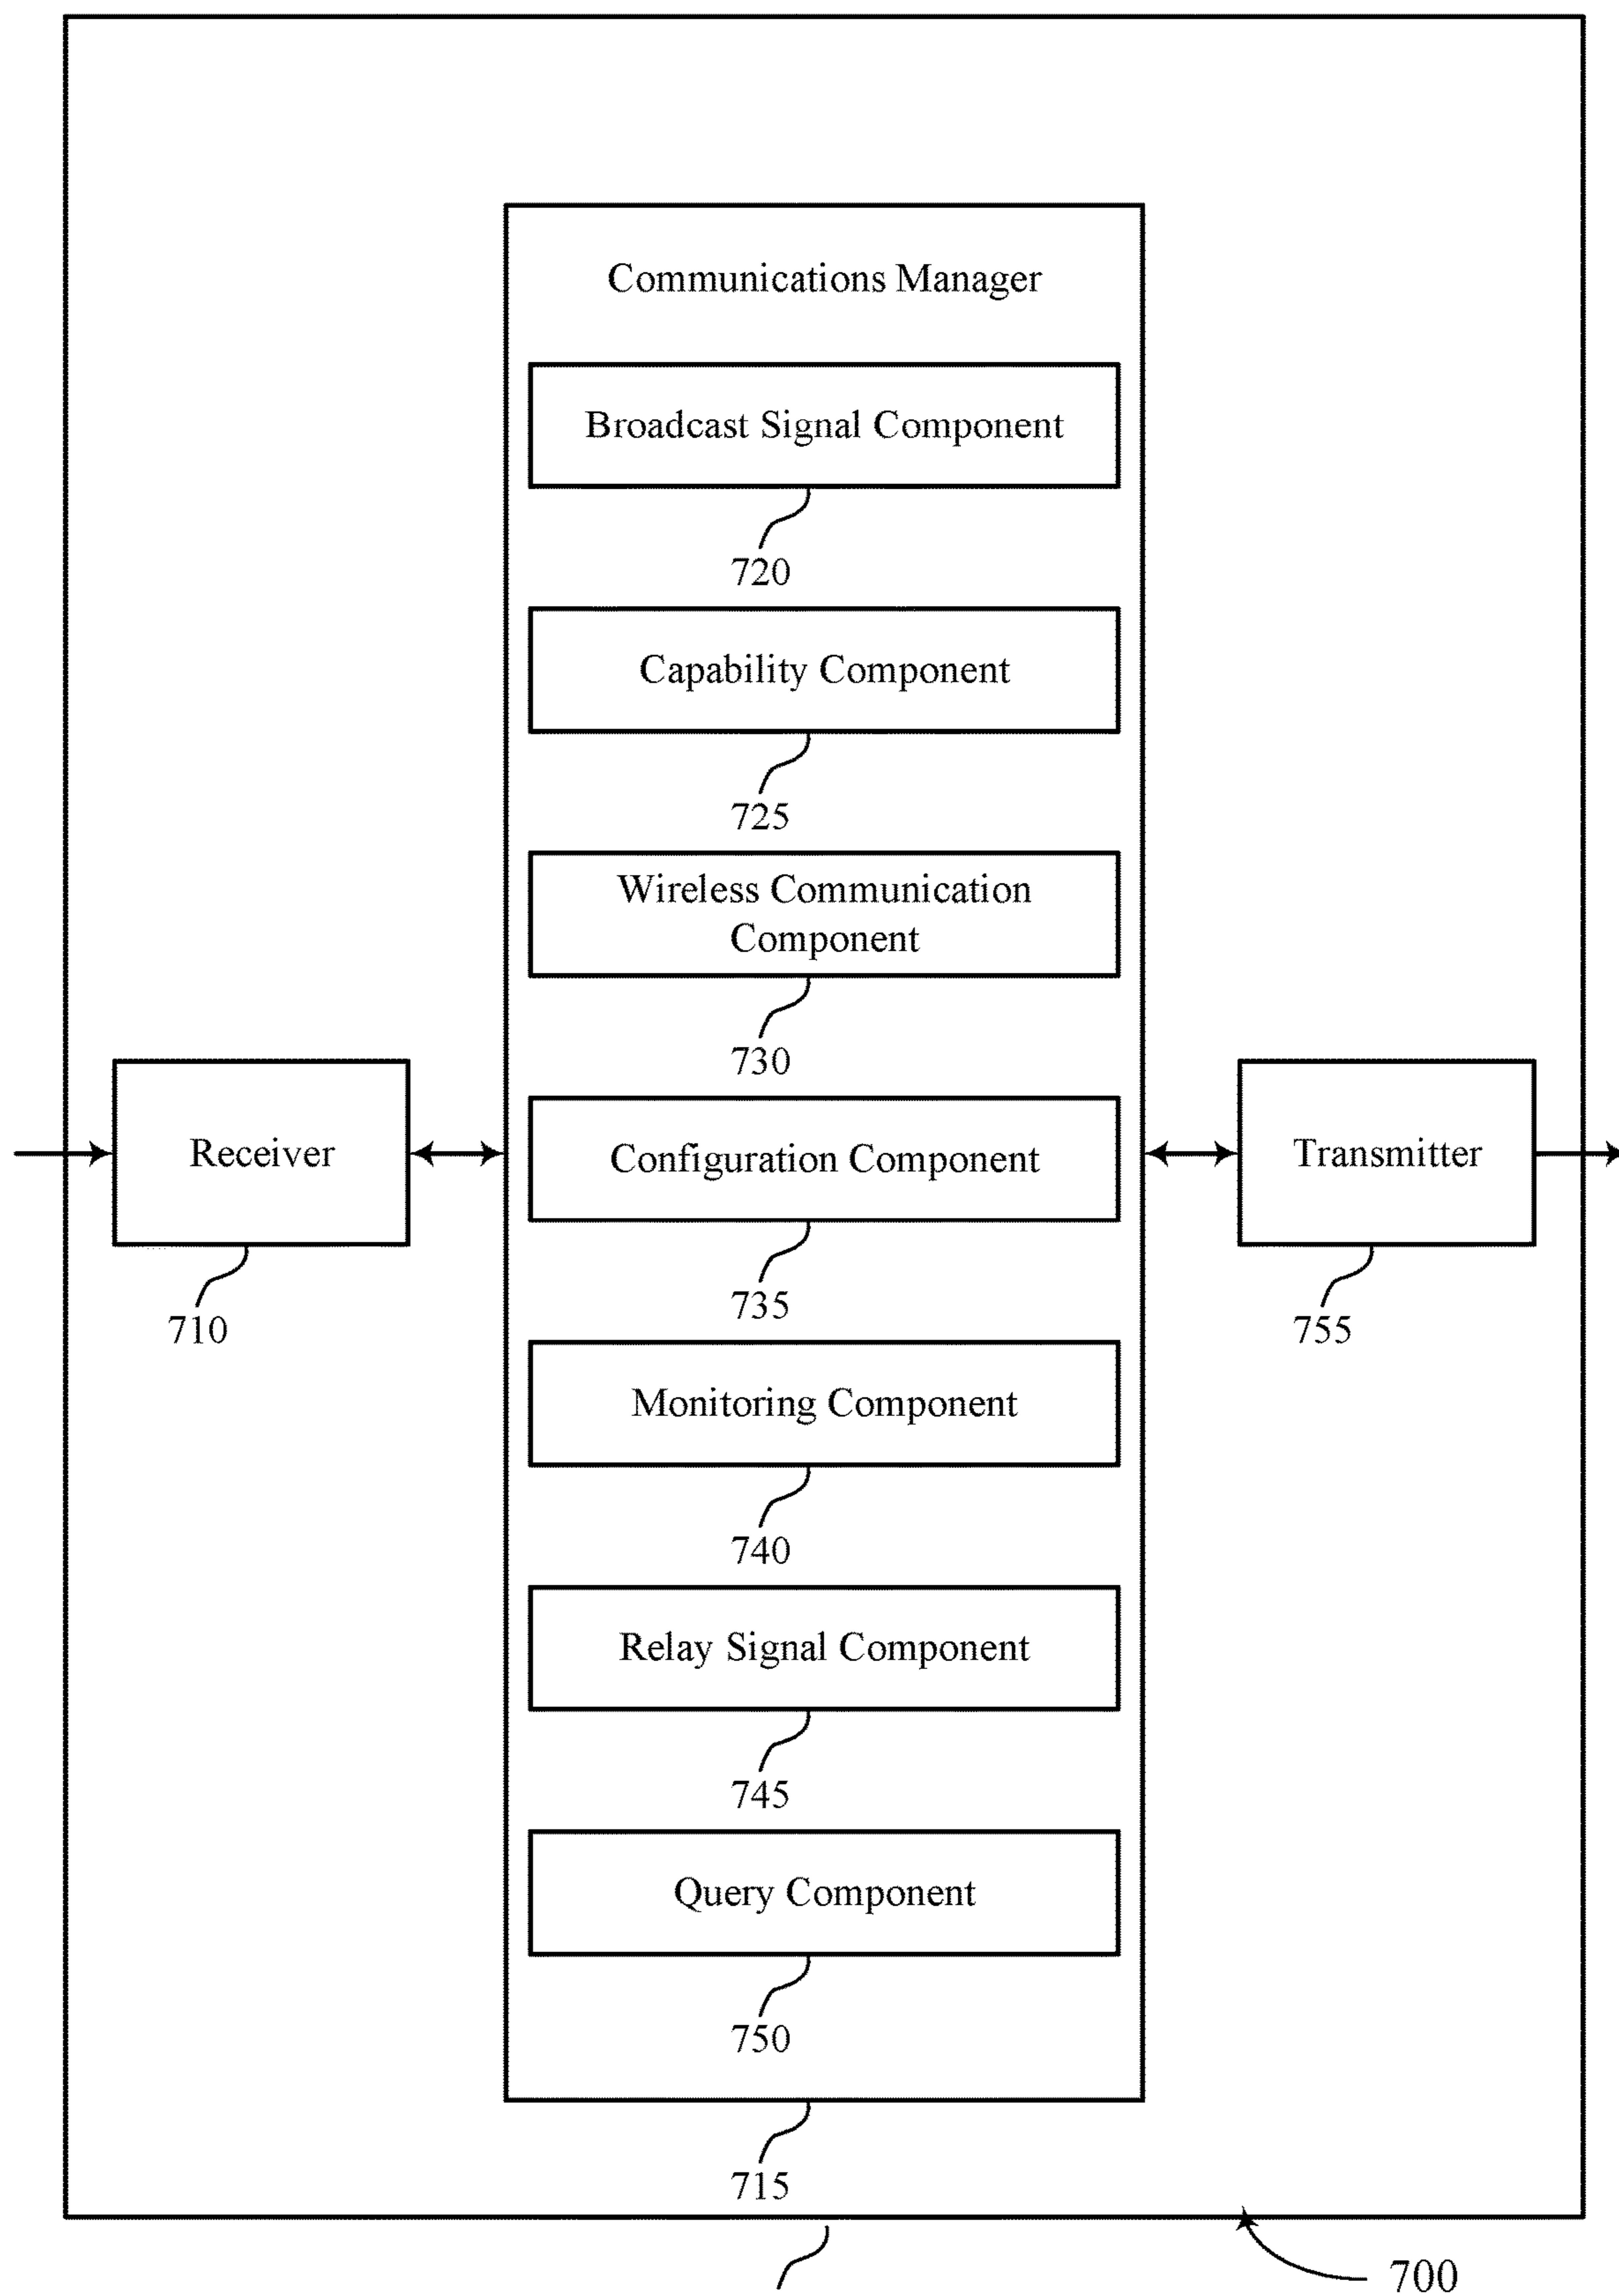 Communications Manager
Broadcast Signal Component
720
Capability Component
725
Wireless Communication
Component
730
Receiver
710
Configuration Component
735
Transmitter
755
Monitoring Component
740
Relay Signal Component
745
Query Component
750
715
700